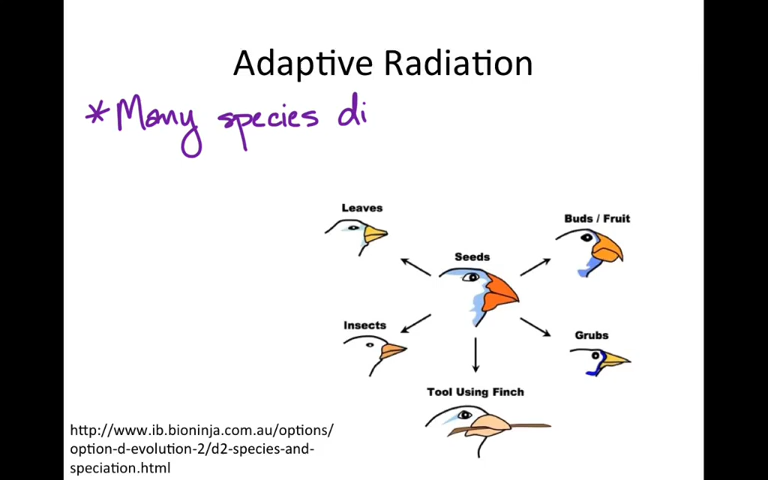 Adaptive Radiation
*Many species di
Leaves
Buds / Fruit
Seeds
Insects
Grubs
Tool Using Finch
http://www.ib.bioninja.com.au/options/
option-d-evolution-2/d2-species-and-
speciation.html